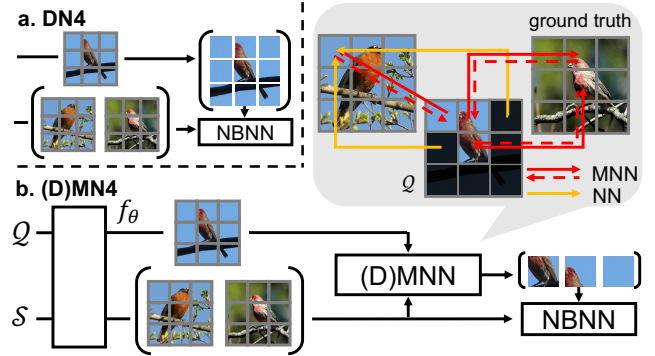 a. DN4
NBNN
ground truth
𝒬
MNN
NN
b. (D)MN4
f_θ
𝒬
(D)MNN
𝒮
NBNN